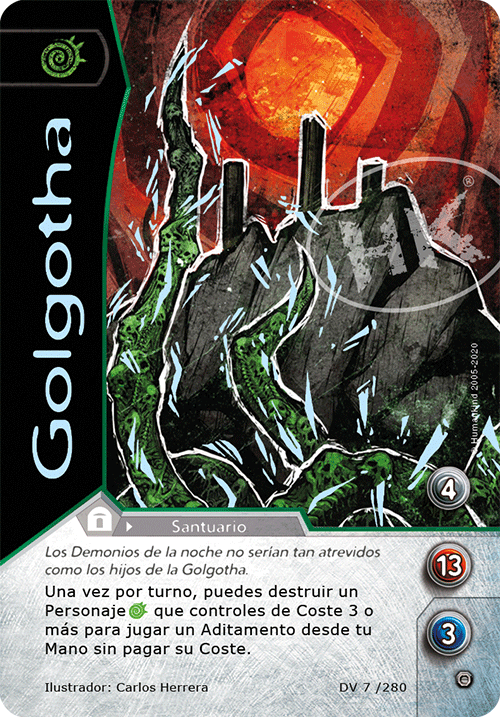 Golgotha
HK®
© HumanKind 2005-2020
4
Santuario
Los Demonios de la noche no serían tan atrevidos
como los hijos de la Golgotha.
13
Una vez por turno, puedes destruir un
Personaje que controles de Coste 3 o
más para jugar un Aditamento desde tu
Mano sin pagar su Coste.
3
Ilustrador: Carlos Herrera
DV 7 /280